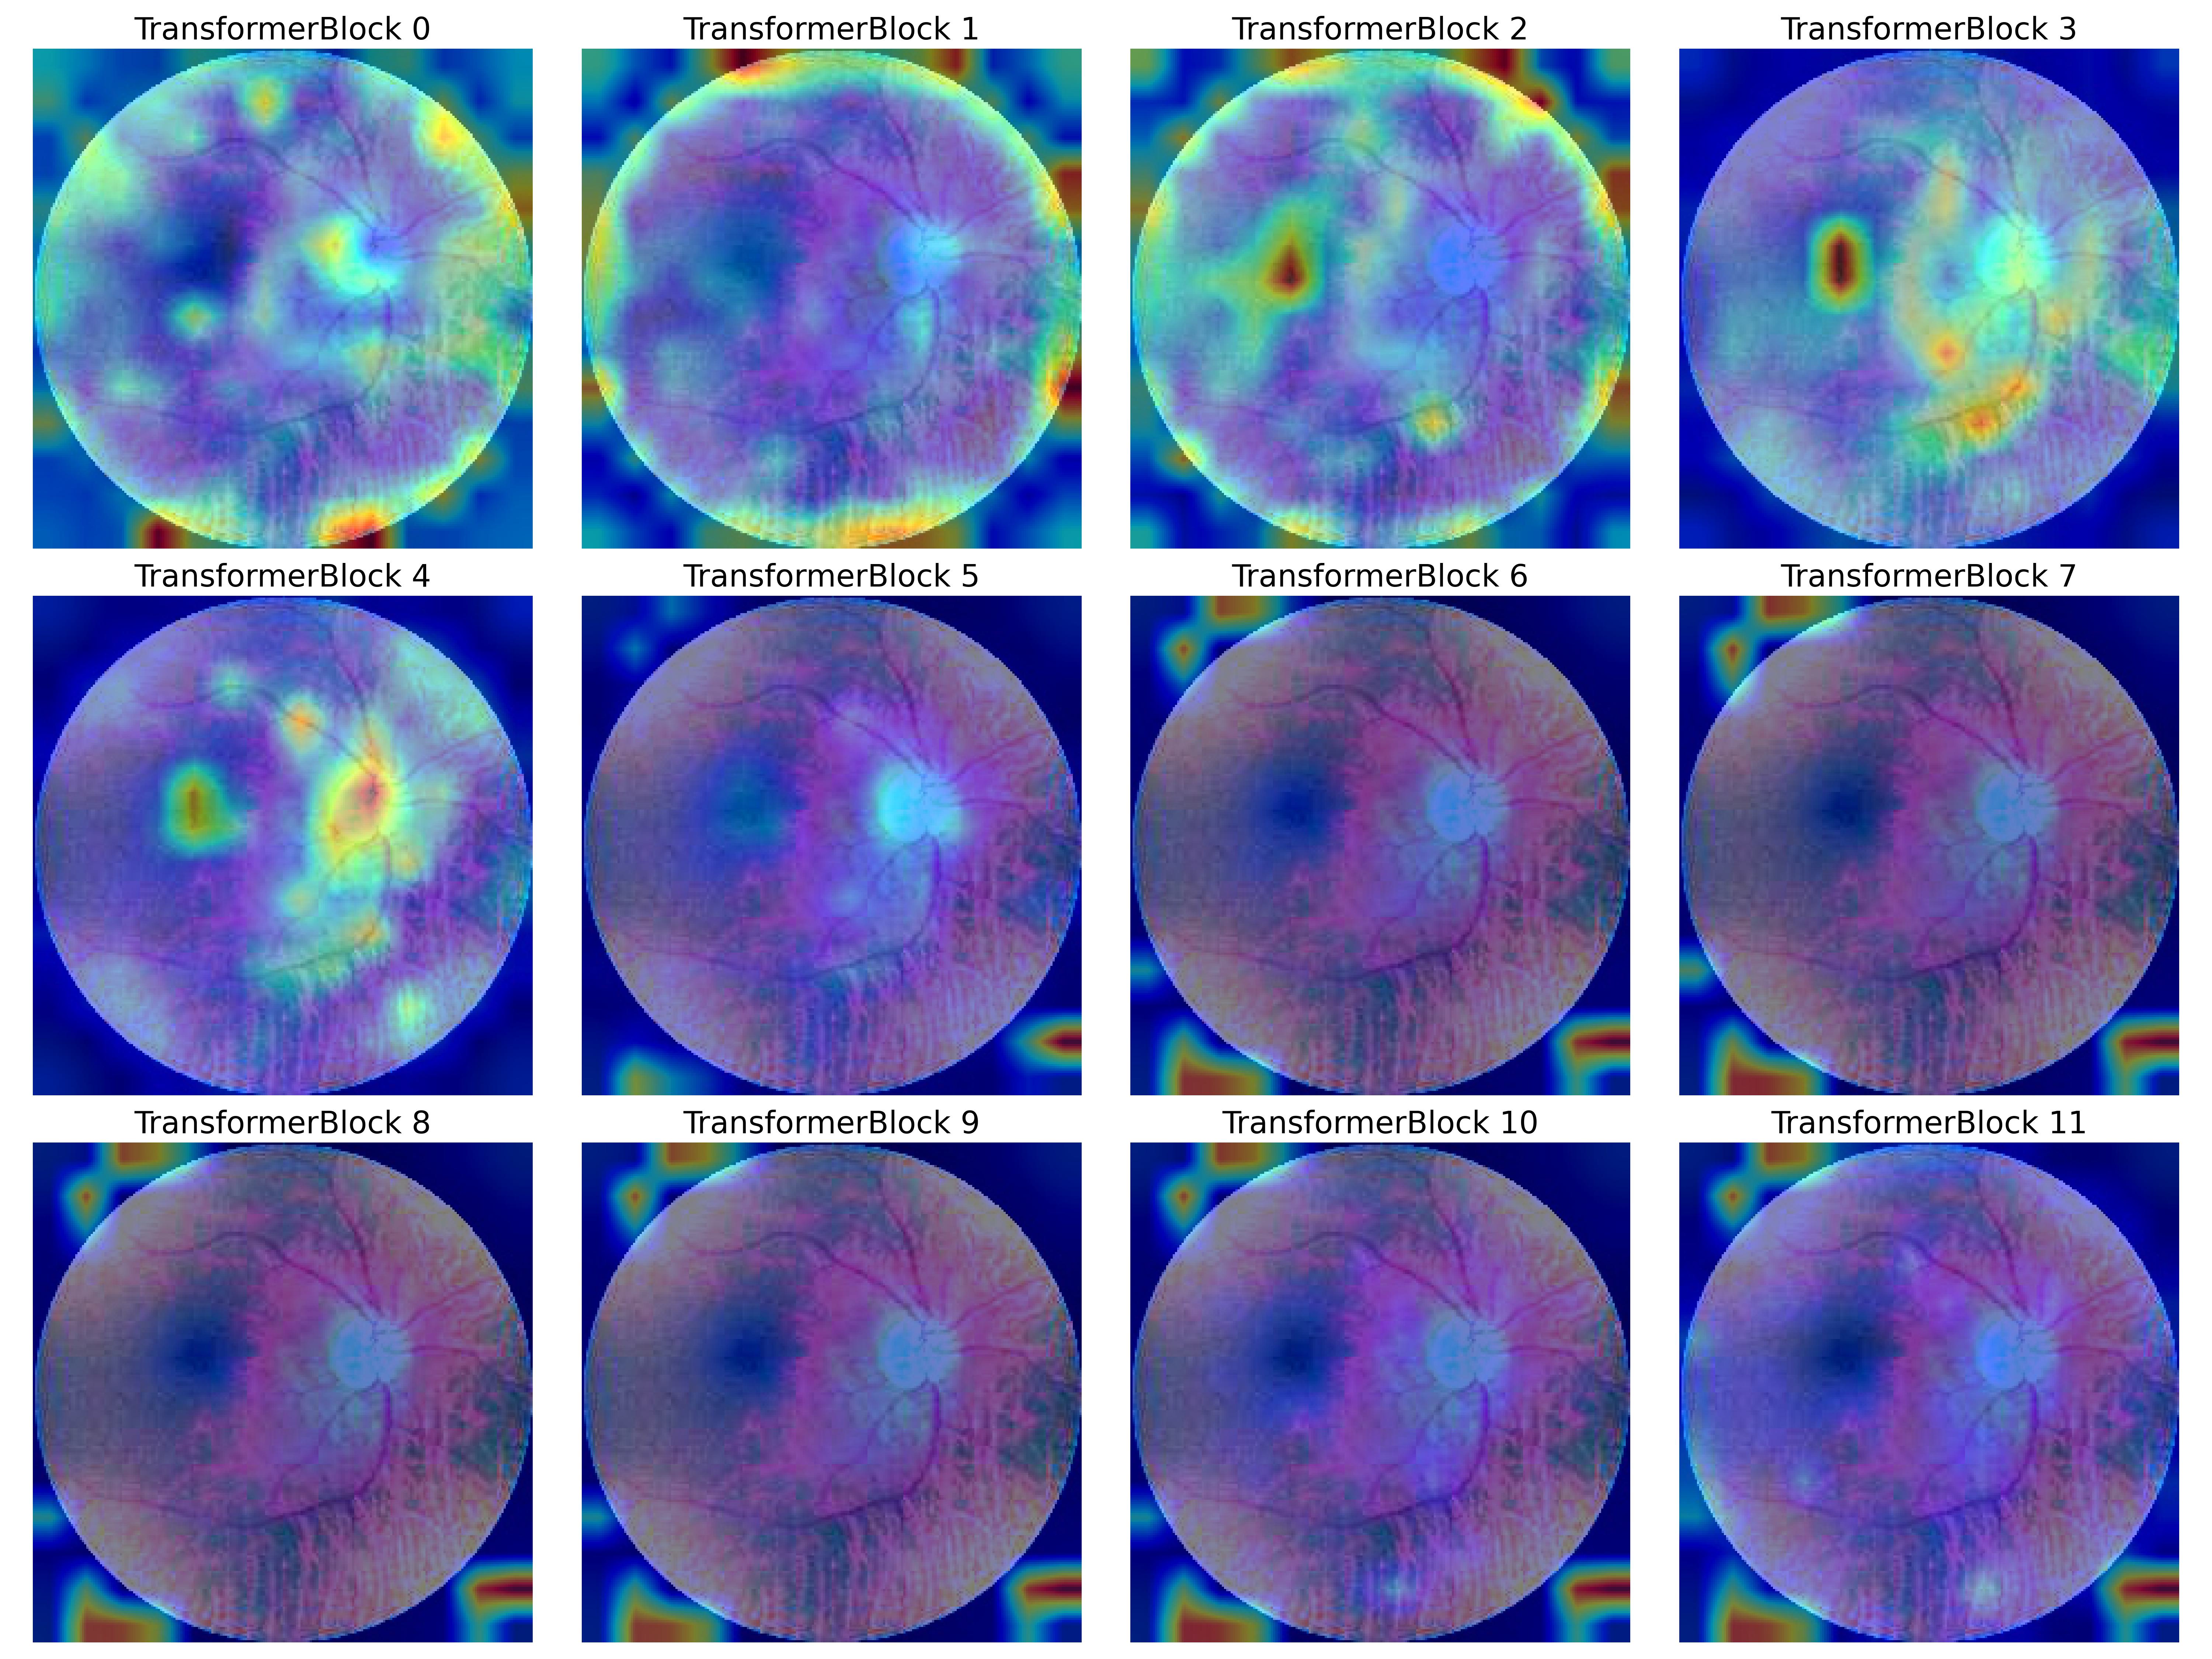 TransformerBlock 0
TransformerBlock 1
TransformerBlock 2
TransformerBlock 3
TransformerBlock 4
TransformerBlock 5
TransformerBlock 6
TransformerBlock 7
TransformerBlock 8
TransformerBlock 9
TransformerBlock 10
TransformerBlock 11